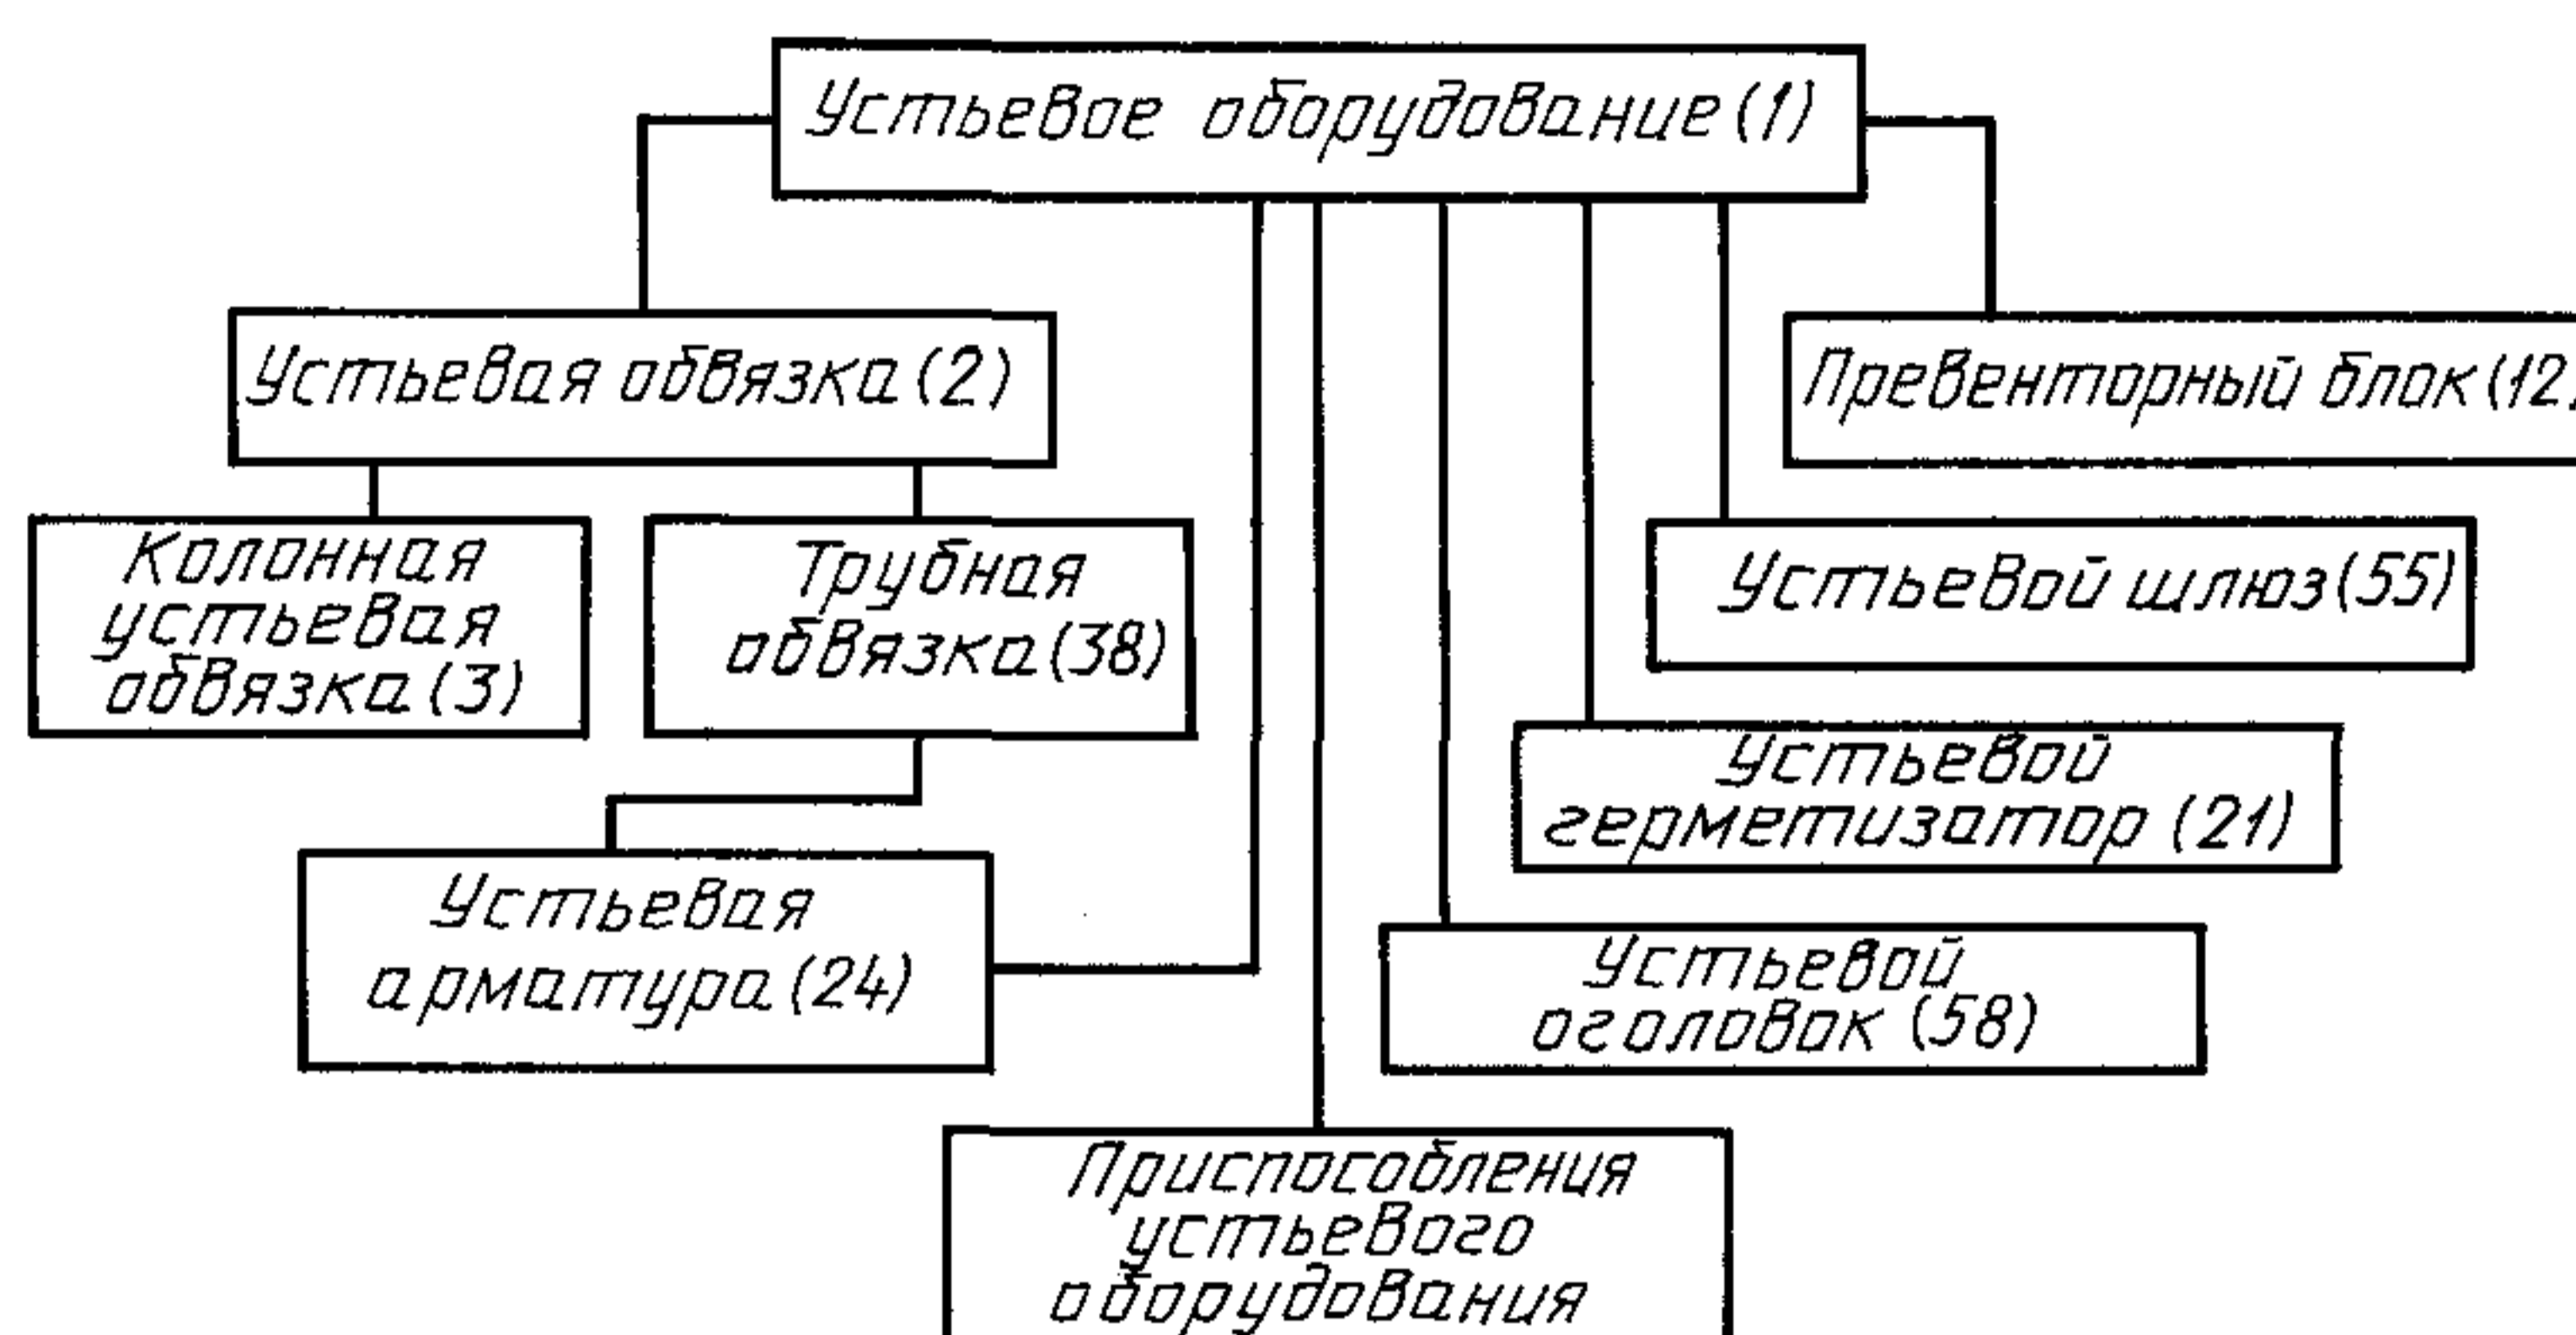 Устьевое оборудование (1)
Устьевая обвязка (2)
Превенторный блок (12)
Колонная
устьевая
обвязка (3)
Трубная
обвязка (38)
Устьевой шлюз (55)
Устьевой
герметизатор (21)
Устьевая
арматура (24)
Устьевой
оголовок (58)
Приспособления
устьевого
оборудования